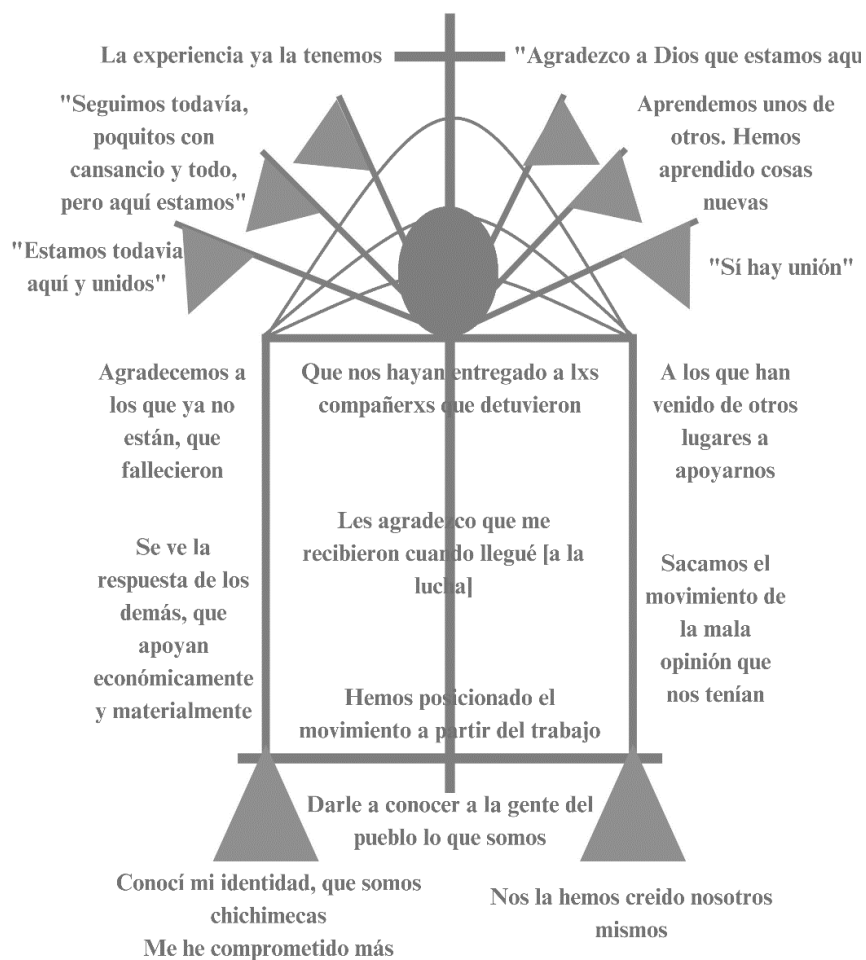 La experiencia ya la tenemos
"Agradezco a Dios que estamos aqu
"Seguimos todavía,
poquitos con
cansancio y todo,
pero aquí estamos"
Aprendemos unos de
otros. Hemos
aprendido cosas
nuevas
"Estamos todavia
aquí y unidos"
"Sí hay unión"
Agradecemos a
los que ya no
están, que
fallecieron
Que nos hayan entregado a lxs
compañerxs que detuvieron
A los que han
venido de otros
lugares a
apoyarnos
Les agradezco que me
recibieron cuando llegué [a la
lucha]
Se ve la
respuesta de los
demás, que
apoyan
económicamente
y materialmente
Sacamos el
movimiento de
la mala
opinión que
nos tenían
Hemos posicionado el
movimiento a partir del trabajo
Darle a conocer a la gente del
pueblo lo que somos
Conocí mi identidad, que somos
chichimecas
Me he comprometido más
Nos la hemos creido nosotros
mismos